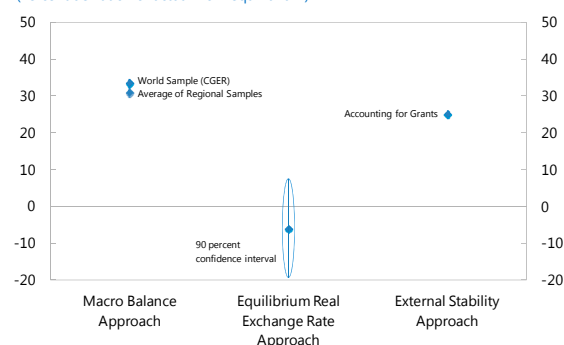 50 50
40 40
World Sample (CGER)
30 Average of Regional Samples 30
Accounting for Grants
20 20
10 10
0 0
-10 90 percent -10
confidence interval
-20 -20
Macro Balance Equilibrium Real External Stability
Approach Exchange Rate Approach
Approach